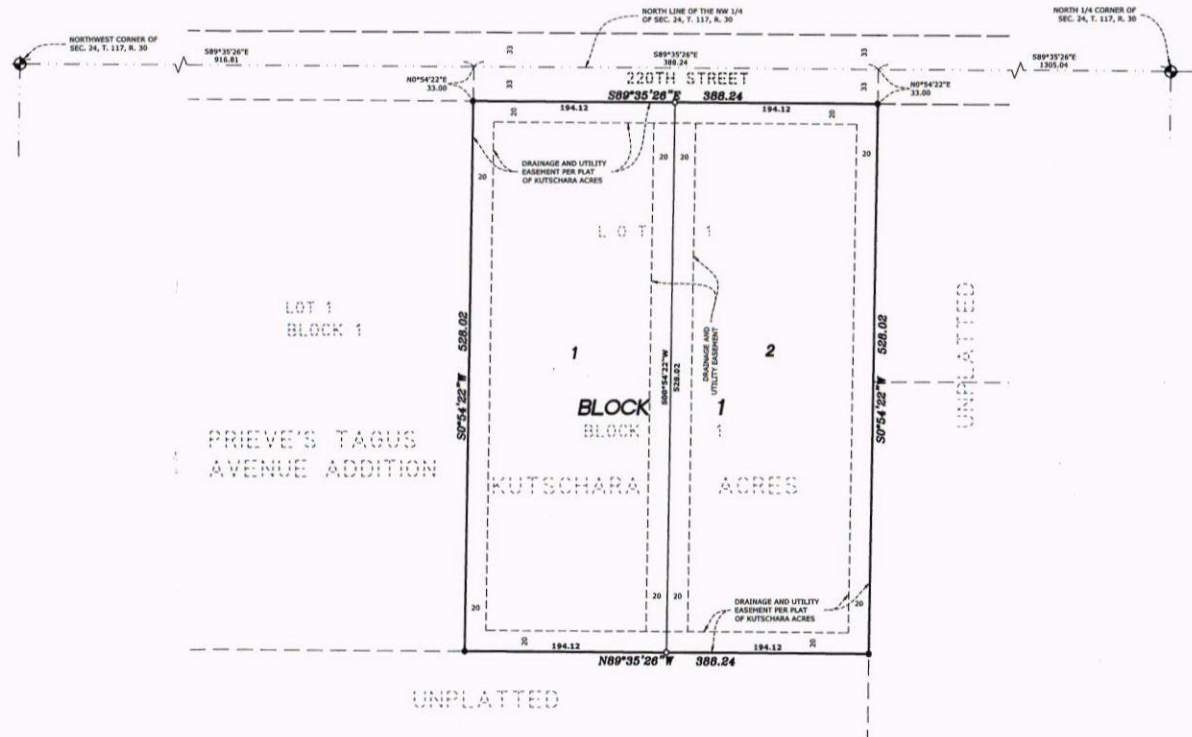 NORTHWEST CORNER OF
SEC. 24, T. 117, R. 30
NORTH LINE OF THE NW 1/4
OF SEC. 24, T. 117, R. 30
NORTH 1/4 CORNER OF
SEC. 24, T. 117, R. 30
S89°35'26"E
916.81
33
S89°35'26"E
388.24
33
S89°35'26"E
1305.04
N0°54'22"E
33.00
33
220TH STREET
33
N0°54'22"E
33.00
S89°35'26"E 388.24
20
194.12
194.12
20
DRAINAGE AND UTILITY
EASEMENT PER PLAT
OF KUTSCHARA ACRES
20
20
20
20
LOT 1
LOT 1
BLOCK 1
S0°54'22"W 528.02
1
S00°54'22"W
528.02
DRAINAGE AND
UTILITY EASEMENT
2
S0°54'22"W 528.02
UNPLATTED
BLOCK 1
BLOCK 1
PRIEVE'S TAGUS
AVENUE ADDITION
KUTSCHARA ACRES
20
20
20
DRAINAGE AND UTILITY
EASEMENT PER PLAT
OF KUTSCHARA ACRES
20
20
194.12
194.12
20
N89°35'26"W 388.24
UNPLATTED